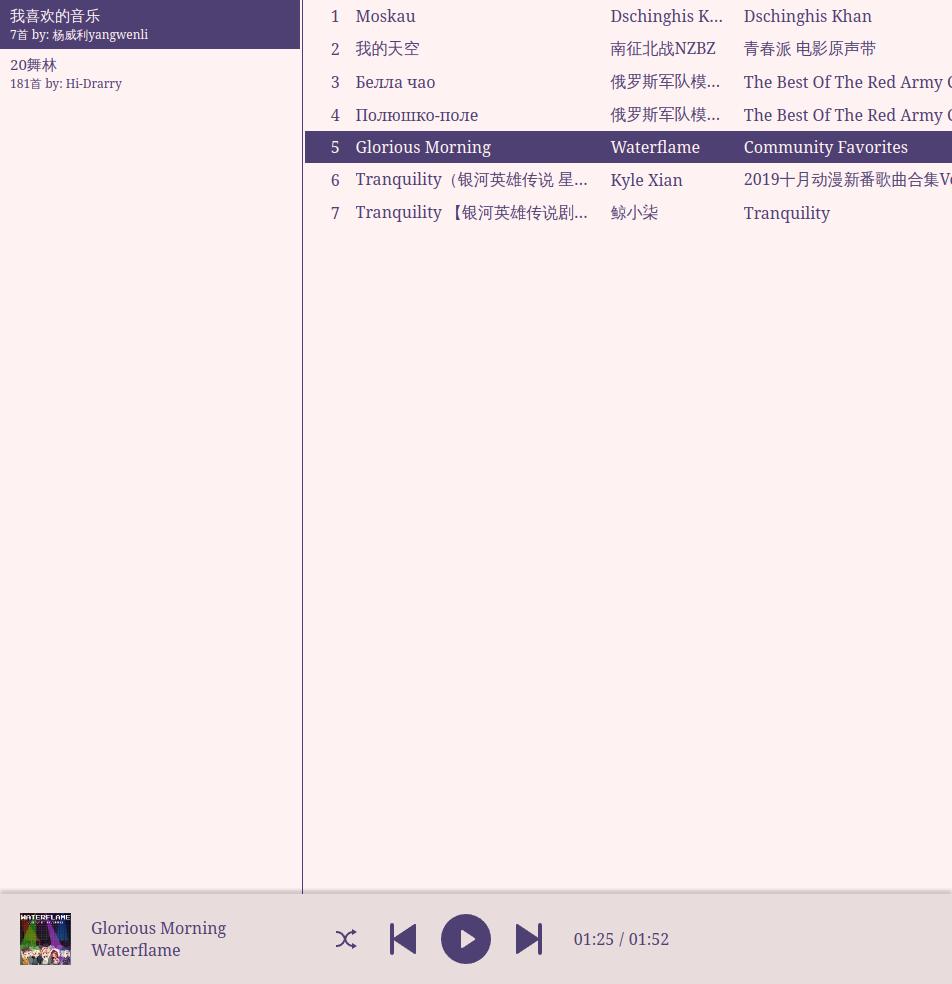 我喜欢的音乐
7首 by: 杨威利yangwenli
20舞林
181首 by: Hi-Drarry
1 Moskau Dschinghis K... Dschinghis Khan
2 我的天空 南征北战NZBZ 青春派 电影原声带
3 Белла чао 俄罗斯军队模... The Best Of The Red Army
4 Полюшко-поле 俄罗斯军队模... The Best Of The Red Army
5 Glorious Morning Waterflame Community Favorites
6 Tranquility（银河英雄传说 星... Kyle Xian 2019十月动漫新番歌曲合集V
7 Tranquility 【银河英雄传说剧... 鲸小柒 Tranquility
WATERFLAME
Glorious Morning
Waterflame
01:25 / 01:52